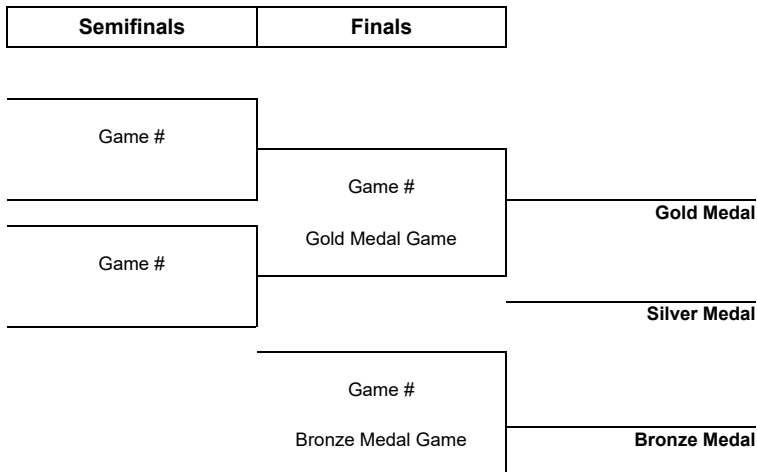 Semifinals Finals
Game #
Game #
Gold Medal
Gold Medal Game
Game #
Silver Medal
Game #
Bronze Medal Game Bronze Medal